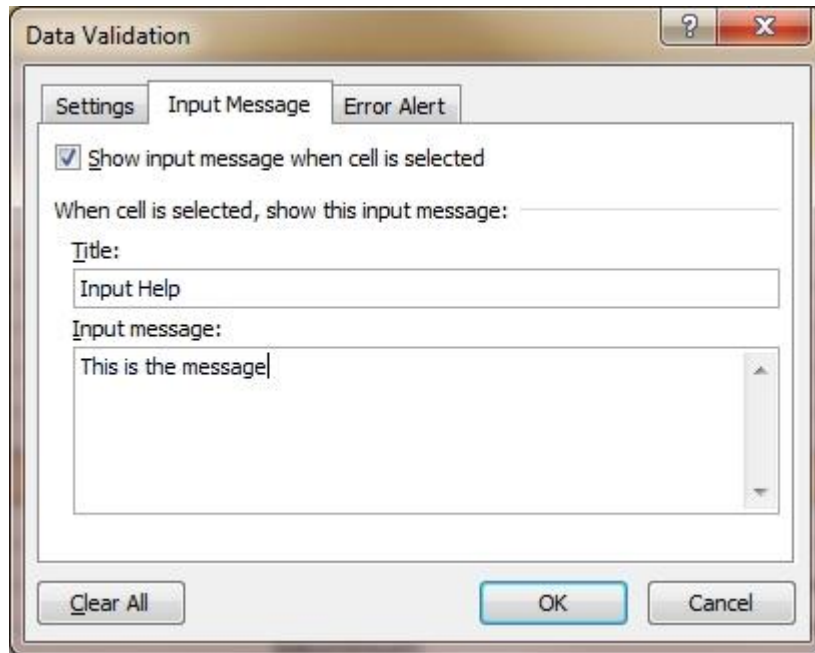 Data Validation
?
X
Settings Input Message Error Alert
Show input message when cell is selected
When cell is selected, show this input message:
Title:
Input Help
Input message:
This is the message
Clear All OK Cancel